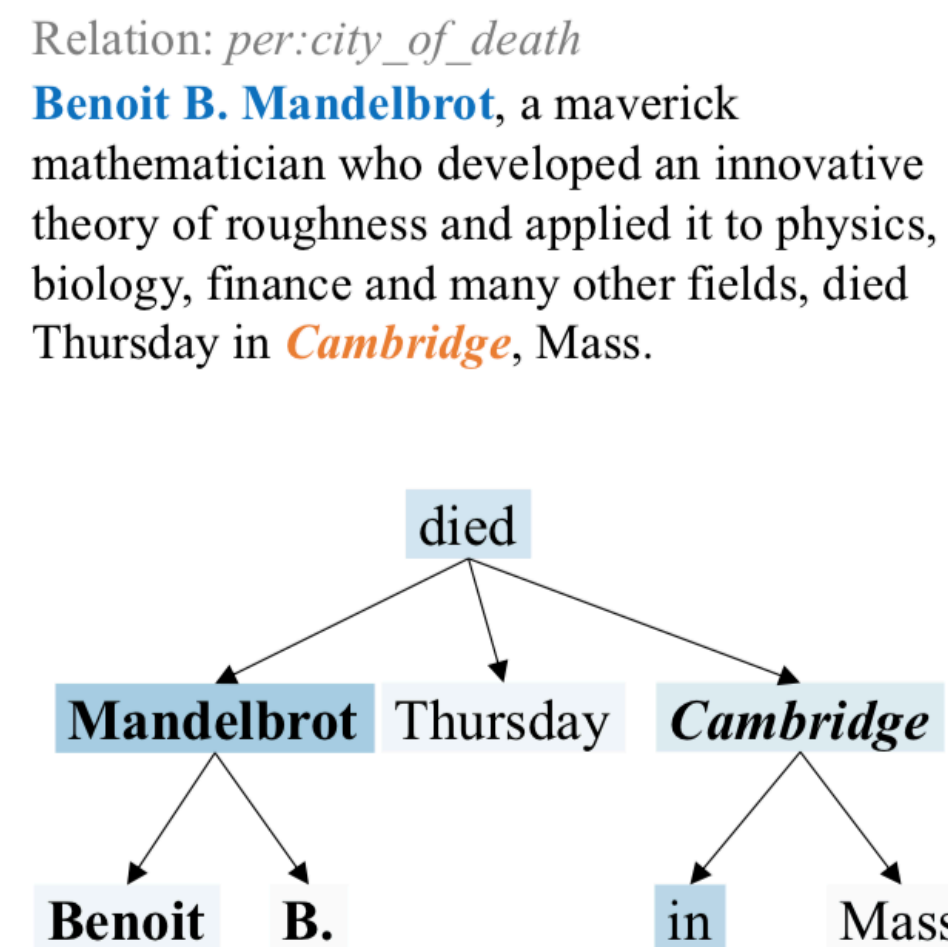 Relation: per:city_of_death
Benoit B. Mandelbrot, a maverick
mathematician who developed an innovative
theory of roughness and applied it to physics,
biology, finance and many other fields, died
Thursday in Cambridge, Mass.
died
Mandelbrot Thursday Cambridge
Benoit B. in Mass